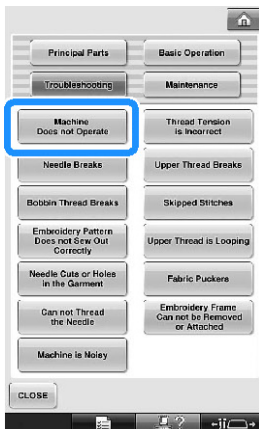 Principal Parts
Basic Operation
Troubleshooting
Maintenance
Machine
Does not Operate
Thread Tension
is Incorrect
Needle Breaks
Upper Thread Breaks
Bobbin Thread Breaks
Skipped Stitches
Embroidery Pattern
Does not Sew Out
Correctly
Upper Thread is Looping
Needle Cuts or Holes
in the Garment
Fabric Puckers
Can not Thread
the Needle
Embroidery Frame
Can not be Removed
or Attached
Machine is Noisy
CLOSE
?